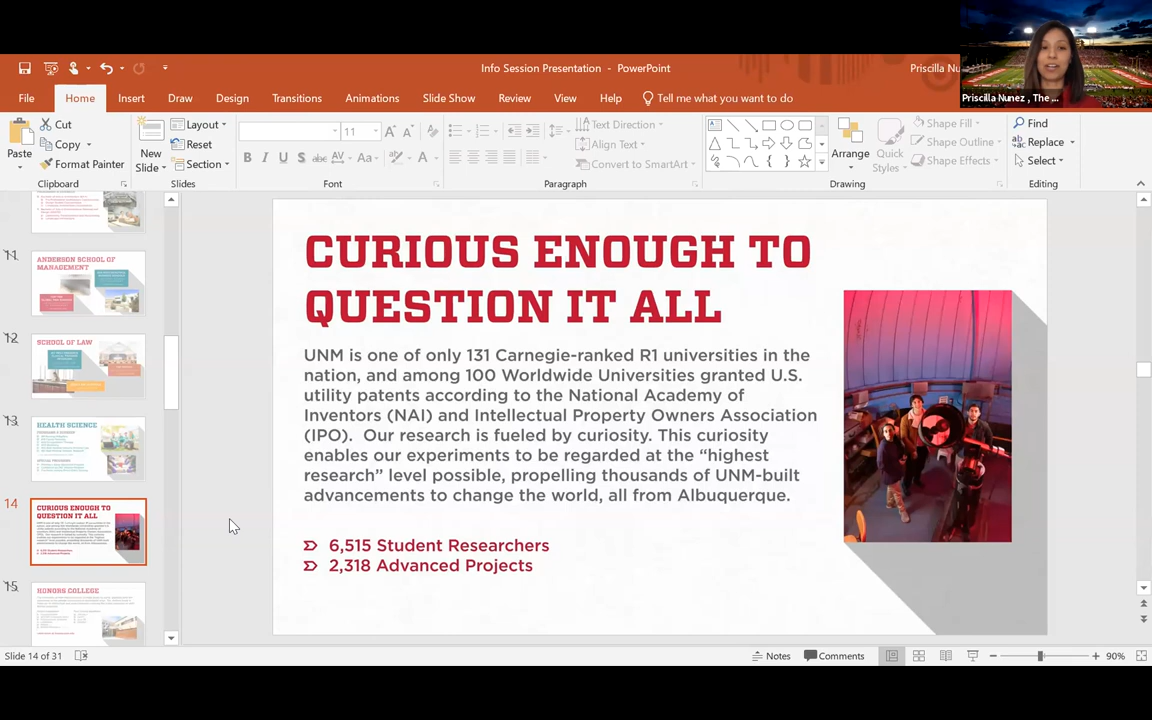 Info Session Presentation - PowerPoint
Priscilla Nu
Priscilla Nunez , The ...
File Home Insert Draw Design Transitions Animations Slide Show Review View Help Tell me what you want to do
Paste
Cut
Copy
Format Painter
Clipboard
New
Slide
Layout
Reset
Section
Slides
11
Font
Text Direction
Align Text
Convert to SmartArt
Paragraph
Arrange
Quick
Styles
Shape Fill
Shape Outline
Shape Effects
Drawing
Find
Replace
Select
Editing
11
ANDERSON SCHOOL OF
MANAGEMENT
12
SCHOOL OF LAW
13
HEALTH SCIENCE
14
CURIOUS ENOUGH TO
QUESTION IT ALL
15
HONORS COLLEGE
CURIOUS ENOUGH TO
QUESTION IT ALL
UNM is one of only 131 Carnegie-ranked R1 universities in the
nation, and among 100 Worldwide Universities granted U.S.
utility patents according to the National Academy of
Inventors (NAI) and Intellectual Property Owners Association
(IPO). Our research is fueled by curiosity. This curiosity
enables our experiments to be regarded at the “highest
research” level possible, propelling thousands of UNM-built
advancements to change the world, all from Albuquerque.
6,515 Student Researchers
2,318 Advanced Projects
Slide 14 of 31
Notes
Comments
90%